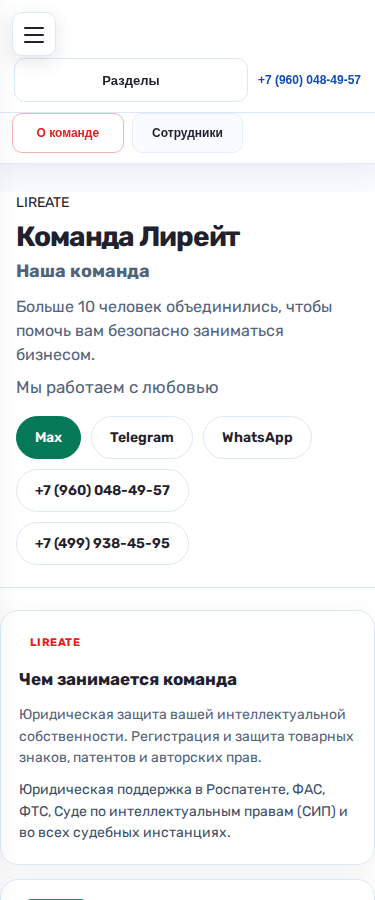 Разделы
+7 (960) 048-49-57
О команде
Сотрудники
LIREATE
Команда Лирейт
Наша команда
Больше 10 человек объединились, чтобы
помочь вам безопасно заниматься
бизнесом.
Мы работаем с любовью
Max
Telegram
WhatsApp
+7 (960) 048-49-57
+7 (499) 938-45-95
LIREATE
Чем занимается команда
Юридическая защита вашей интеллектуальной
собственности. Регистрация и защита товарных
знаков, патентов и авторских прав.
Юридическая поддержка в Роспатенте, ФАС,
ФТС, Суде по интеллектуальным правам (СИП) и
во всех судебных инстанциях.